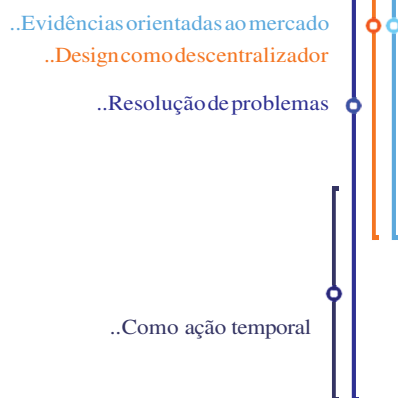 ..Evidências orientadas ao mercado
..Design como descentralizador
..Resolução de problemas
..Como ação temporal